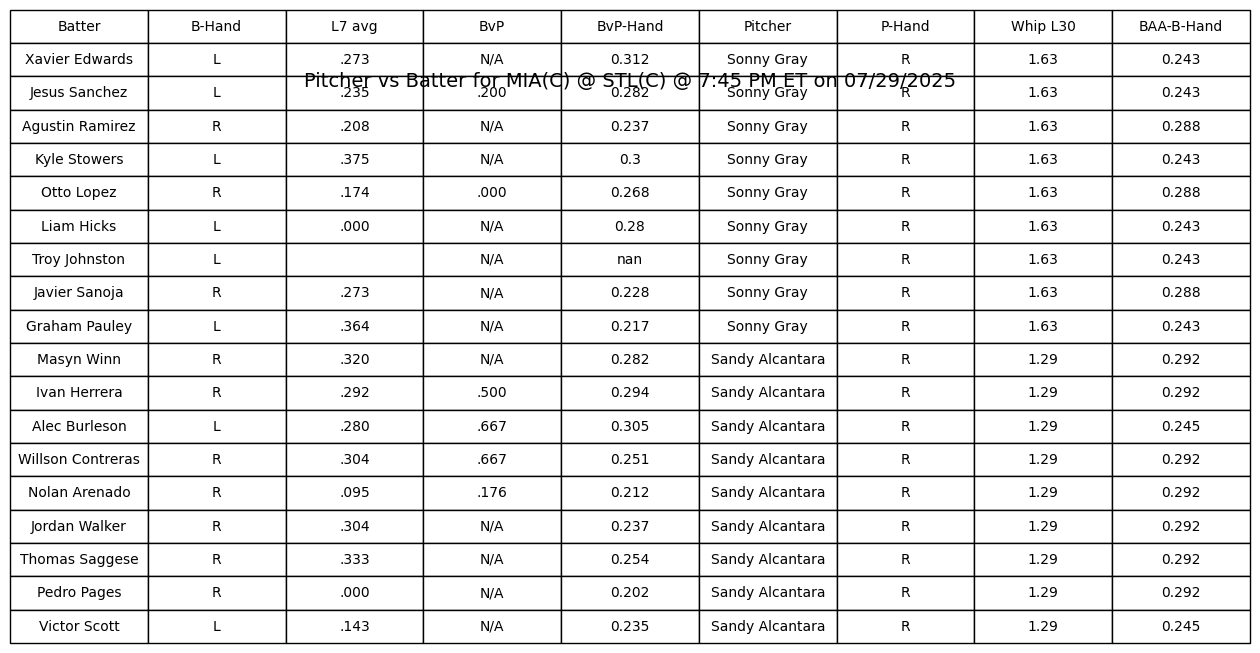 Batter B-Hand L7 avg BvP BvP-Hand Pitcher P-Hand Whip L30 BAA-B-Hand
Xavier Edwards L .273 N/A 0.312 Sonny Gray R 1.63 0.243
Pitcher vs Batter for MIA(C) @ STL(C) @ 7:45 PM ET on 07/29/2025
Jesus Sanchez L .235 .200 0.282 Sonny Gray R 1.63 0.243
Agustin Ramirez R .208 N/A 0.237 Sonny Gray R 1.63 0.288
Kyle Stowers L .375 N/A 0.3 Sonny Gray R 1.63 0.243
Otto Lopez R .174 .000 0.268 Sonny Gray R 1.63 0.288
Liam Hicks L .000 N/A 0.28 Sonny Gray R 1.63 0.243
Troy Johnston L N/A nan Sonny Gray R 1.63 0.243
Javier Sanoja R .273 N/A 0.228 Sonny Gray R 1.63 0.288
Graham Pauley L .364 N/A 0.217 Sonny Gray R 1.63 0.243
Masyn Winn R .320 N/A 0.282 Sandy Alcantara R 1.29 0.292
Ivan Herrera R .292 .500 0.294 Sandy Alcantara R 1.29 0.292
Alec Burleson L .280 .667 0.305 Sandy Alcantara R 1.29 0.245
Willson Contreras R .304 .667 0.251 Sandy Alcantara R 1.29 0.292
Nolan Arenado R .095 .176 0.212 Sandy Alcantara R 1.29 0.292
Jordan Walker R .304 N/A 0.237 Sandy Alcantara R 1.29 0.292
Thomas Saggese R .333 N/A 0.254 Sandy Alcantara R 1.29 0.292
Pedro Pages R .000 N/A 0.202 Sandy Alcantara R 1.29 0.292
Victor Scott L .143 N/A 0.235 Sandy Alcantara R 1.29 0.245